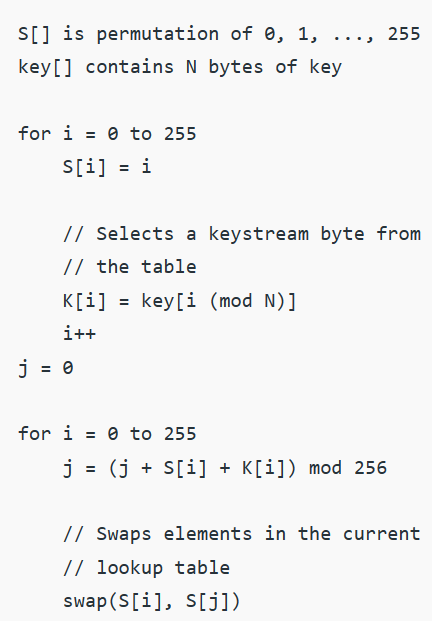 S[] is permutation of 0, 1, ..., 255
key[] contains N bytes of key
for i = 0 to 255
S[i] = i
// Selects a keystream byte from
// the table
K[i] = key[i (mod N)]
i++
j = 0
for i = 0 to 255
j = (j + S[i] + K[i]) mod 256
// Swaps elements in the current
// lookup table
swap(S[i], S[j])